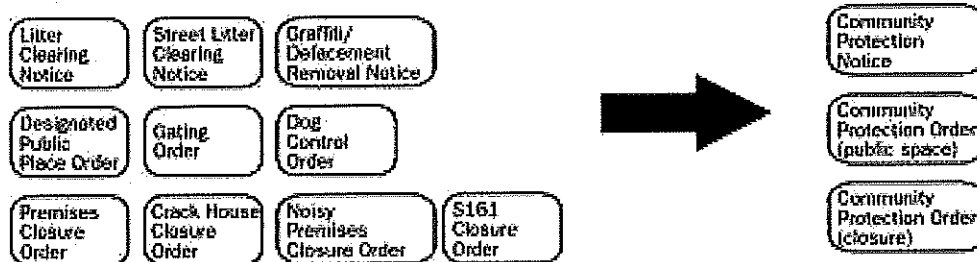 Litter
Clearing
Notice
Street Litter
Clearing
Notice
Graffiti/
Defacement
Removal Notice
Designated
Public
Place Order
Gating
Order
Dog
Control
Order
Premises
Closure
Order
Crack House
Closure
Order
Noisy
Premises
Closure Order
S161
Closure
Order
Community
Protection
Notice
Community
Protection Order
(public space)
Community
Protection Order
(closure)